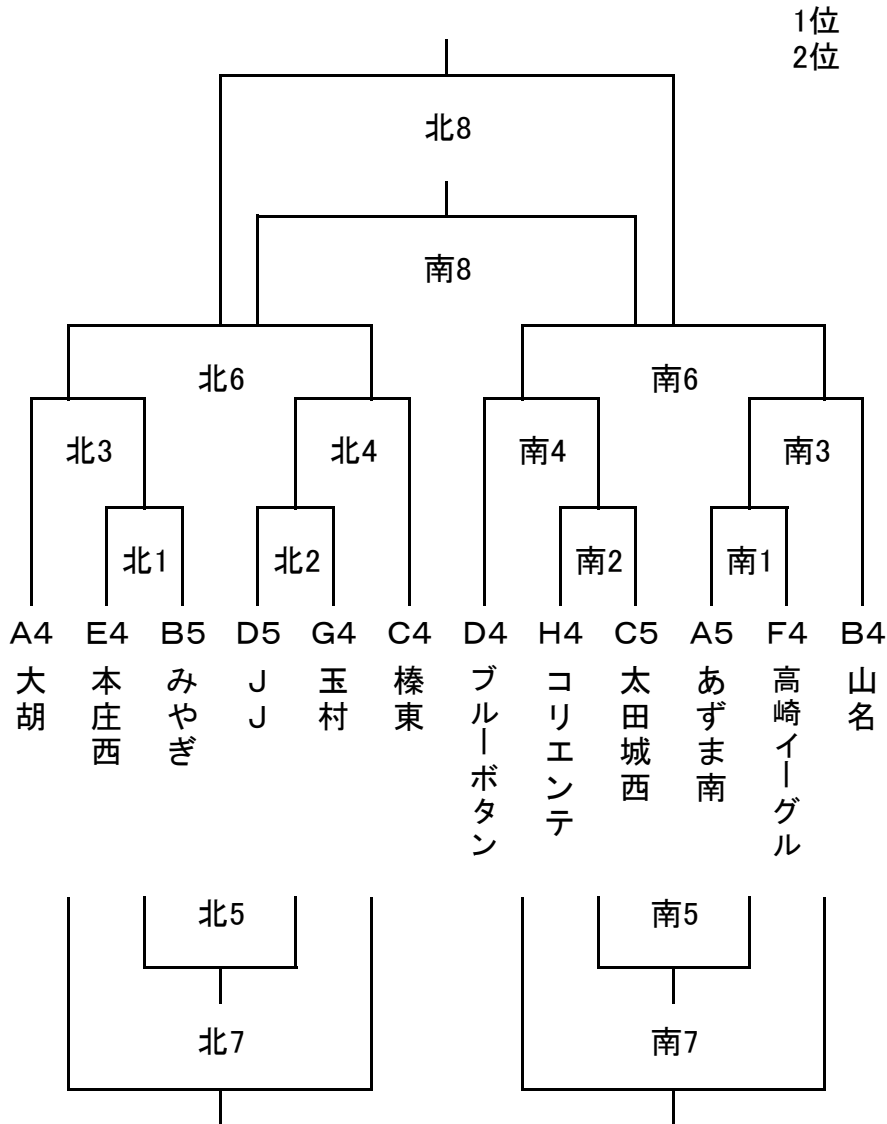 1位
2位
北8
南8
北6
南6
北3
北4
南4
南3
北1
北2
南2
南1
A4
E4
B5
D5
G4
C4
D4
H4
C5
A5
F4
B4
大胡
本庄西
みやぎ
JJ
玉村
榛東
ブルーボタン
コリエンテ
太田城西
あずま南
高崎イーグル
山名
北5
南5
北7
南7